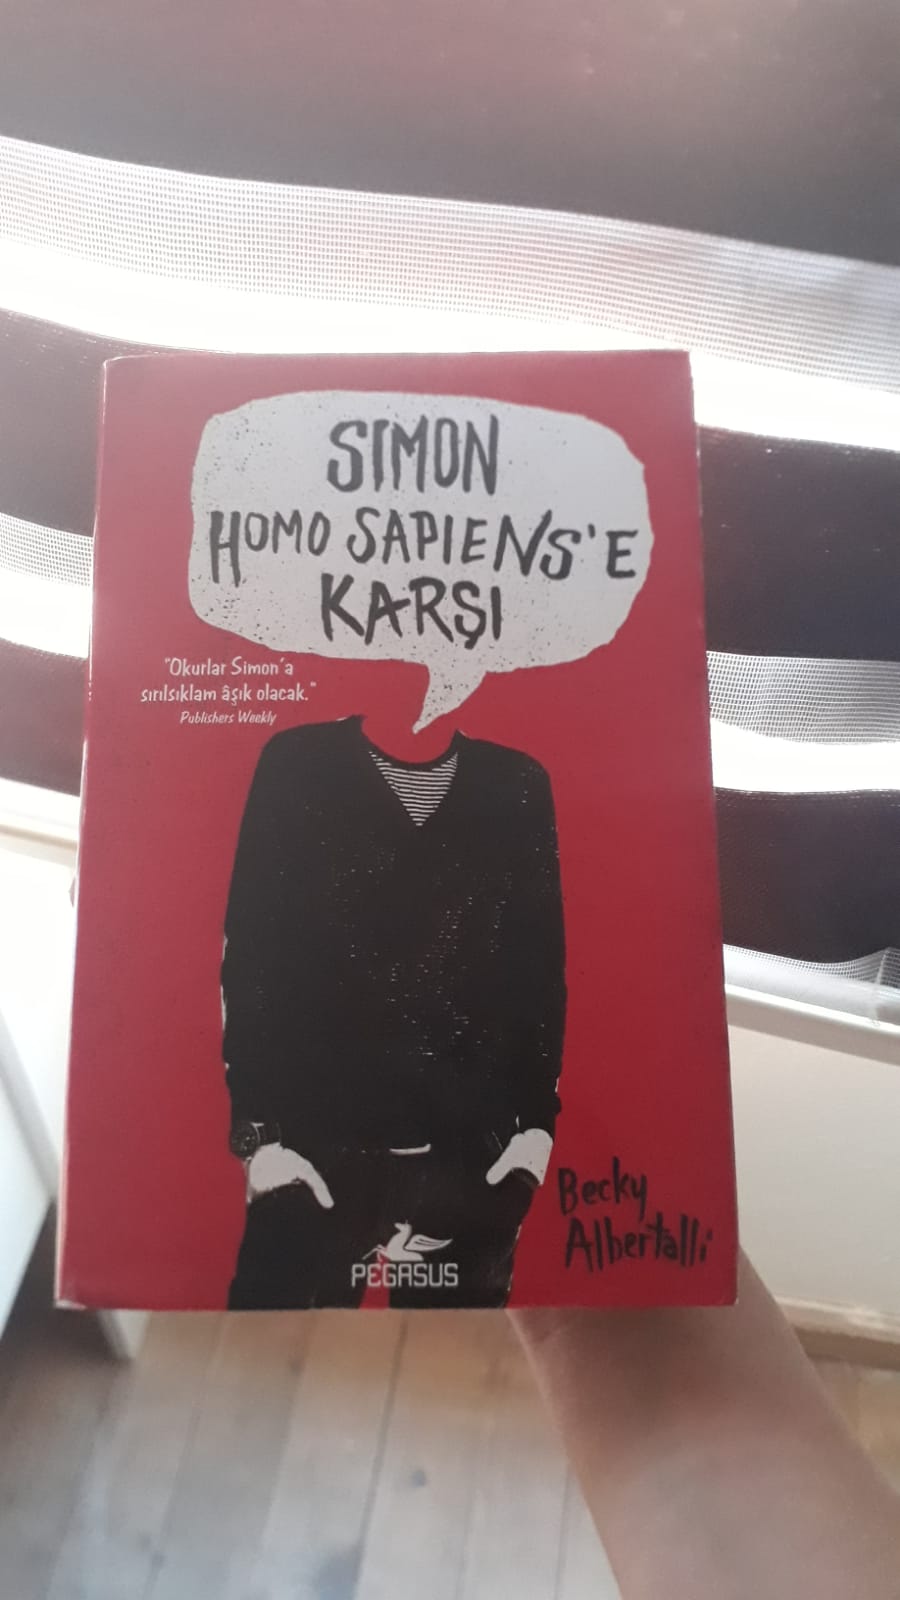 SIMON
HOMO SAPIENS'E
KARŞI
"Okurlar Simon'a
sırılsıklam âşık olacak."
Publishers Weekly
Becky
Albertalli
PEGASUS